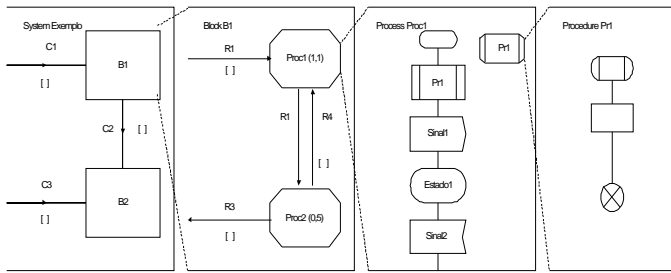 System Exemplo
C1
[ ]
B1
C2
[ ]
C3
[ ]
B2
Block B1
R1
[ ]
Proc1 (1,1)
R1
R4
[ ]
R3
[ ]
Proc2 (0,5)
Process Proc1
Pr1
Pr1
Sinal1
Estado1
Sinal2
Procedure Pr1